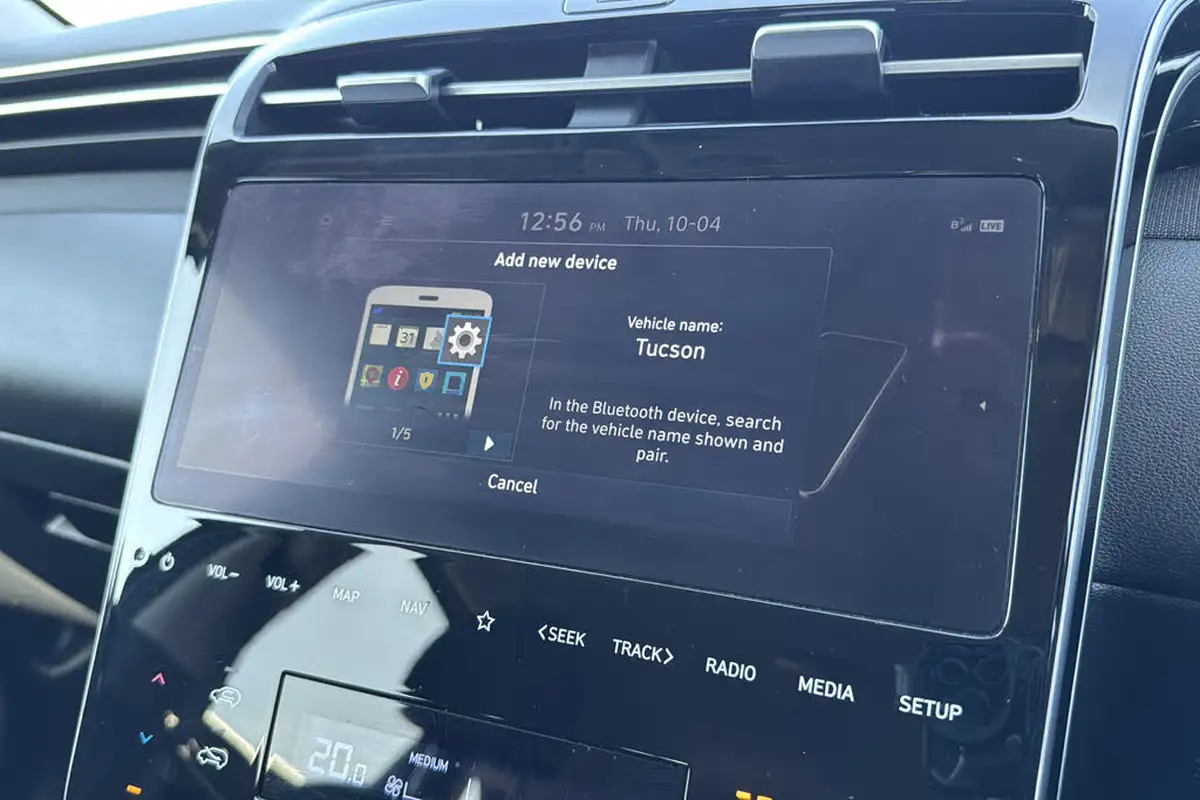 12:56 PM Thu, 10-04
LIVE
Add new device
31
Vehicle name:
Tucson
In the Bluetooth device, search
for the vehicle name shown and
pair.
1/5
Cancel
VOL− VOL+ MAP NAV <SEEK TRACK> RADIO MEDIA SETUP
20.0 MEDIUM